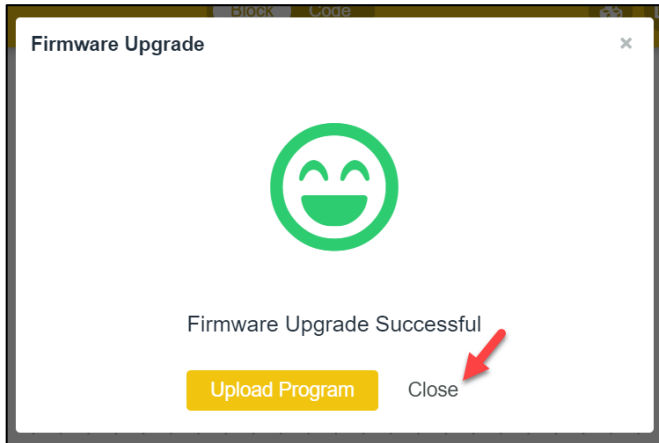 Block Code
Firmware Upgrade
×
Firmware Upgrade Successful
Upload Program Close